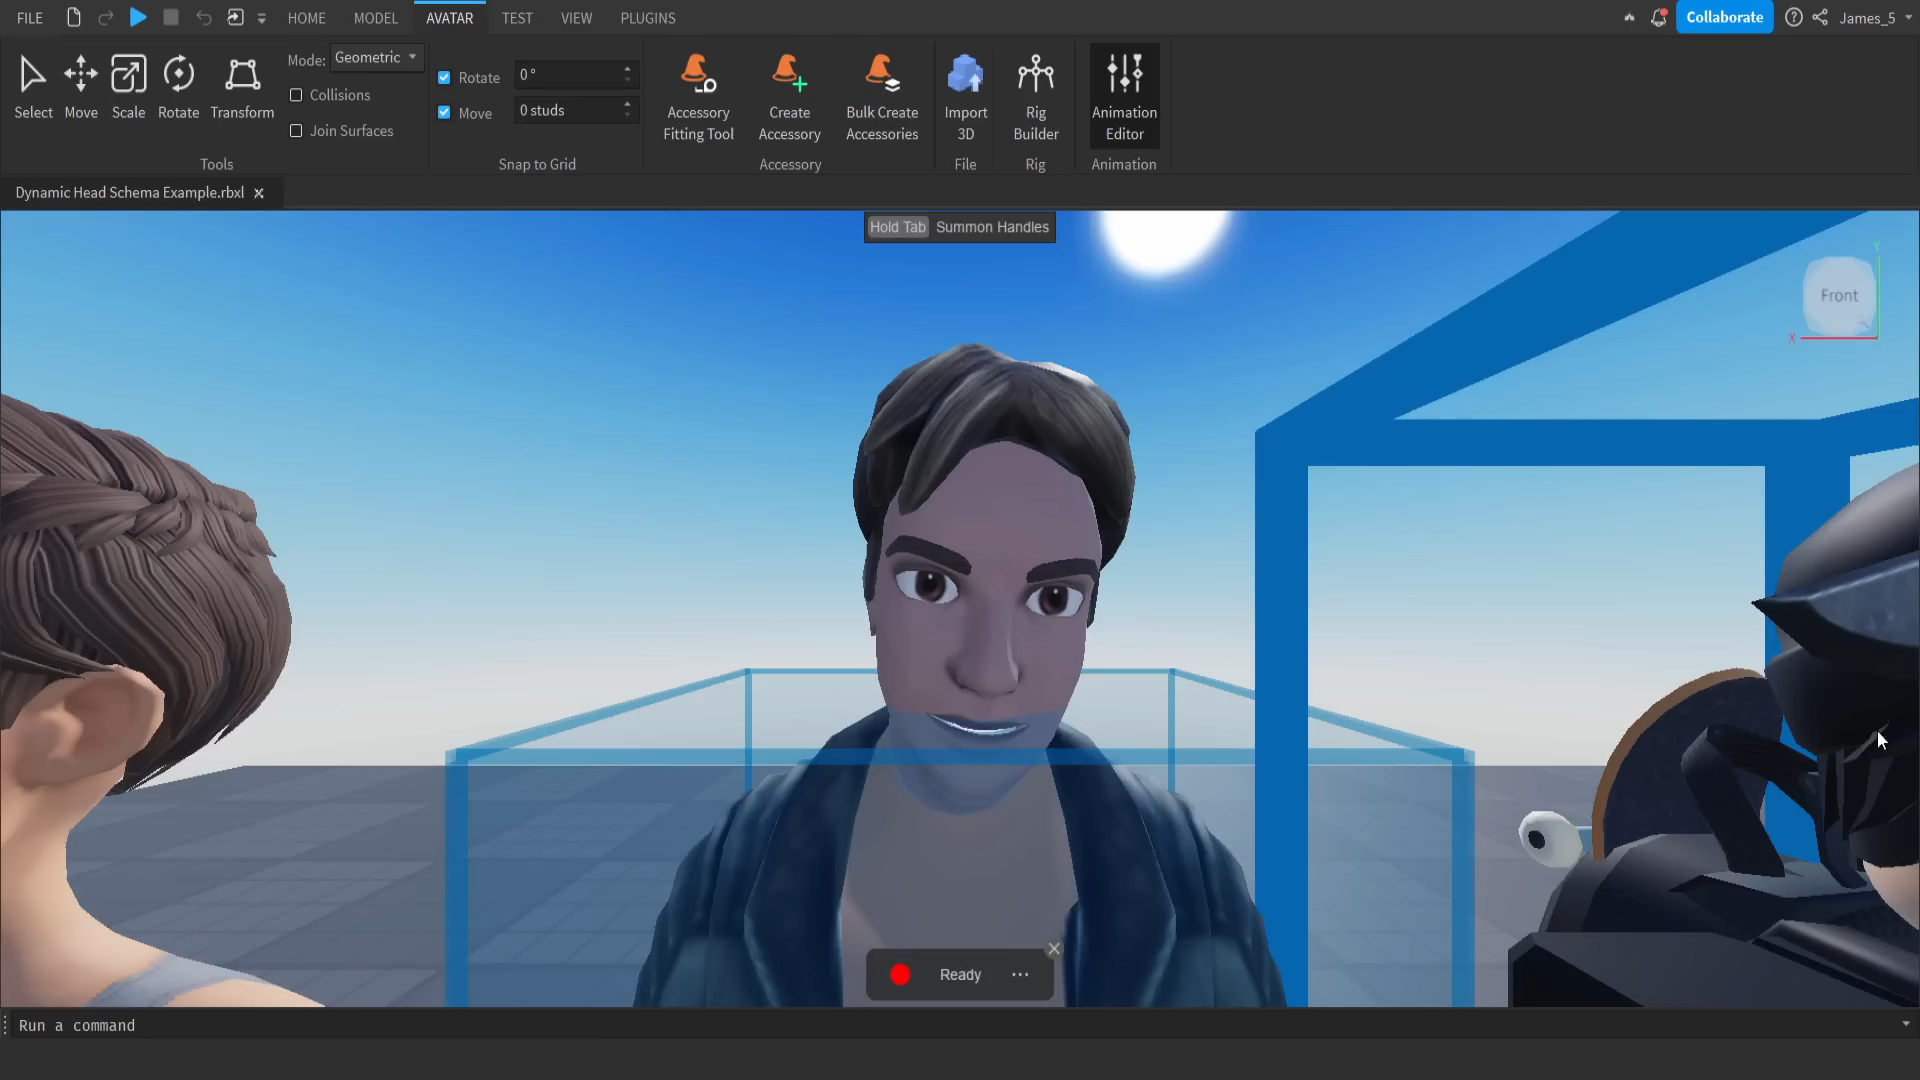 FILE HOME MODEL AVATAR TEST VIEW PLUGINS Collaborate James_5
Select Move Scale Rotate Transform
Mode: Geometric
Collisions
Join Surfaces
Tools
Rotate 0 °
Move 0 studs
Snap to Grid
Accessory Fitting Tool
Create Accessory
Bulk Create Accessories
Accessory
Import 3D
File
Rig Builder
Rig
Animation Editor
Animation
Dynamic Head Schema Example.rbxl
Hold Tab Summon Handles
Y
Front
X
Ready
Run a command